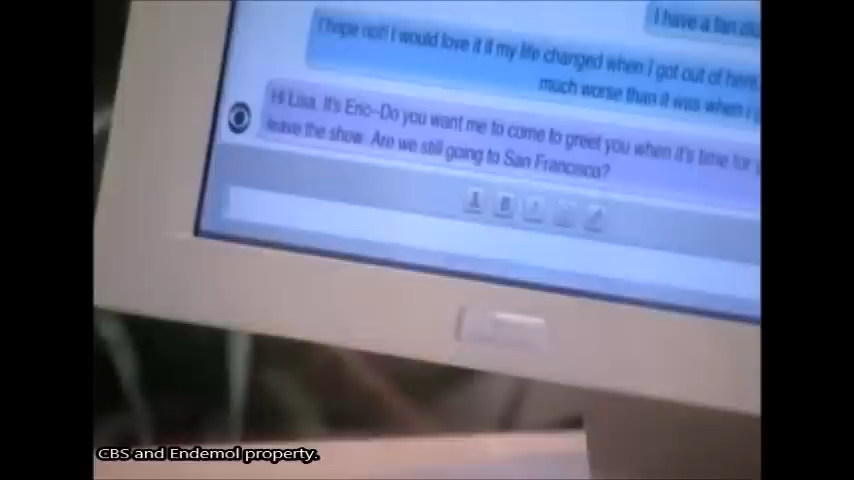 I have a fan
I hope not! I would love it if my life changed when I got out of here,
much worse than it was when I
Hi Lisa. It's Eric-Do you want me to come to greet you when it's time for
leave the show. Are we still going to San Francisco?
B
CBS and Endemol property.